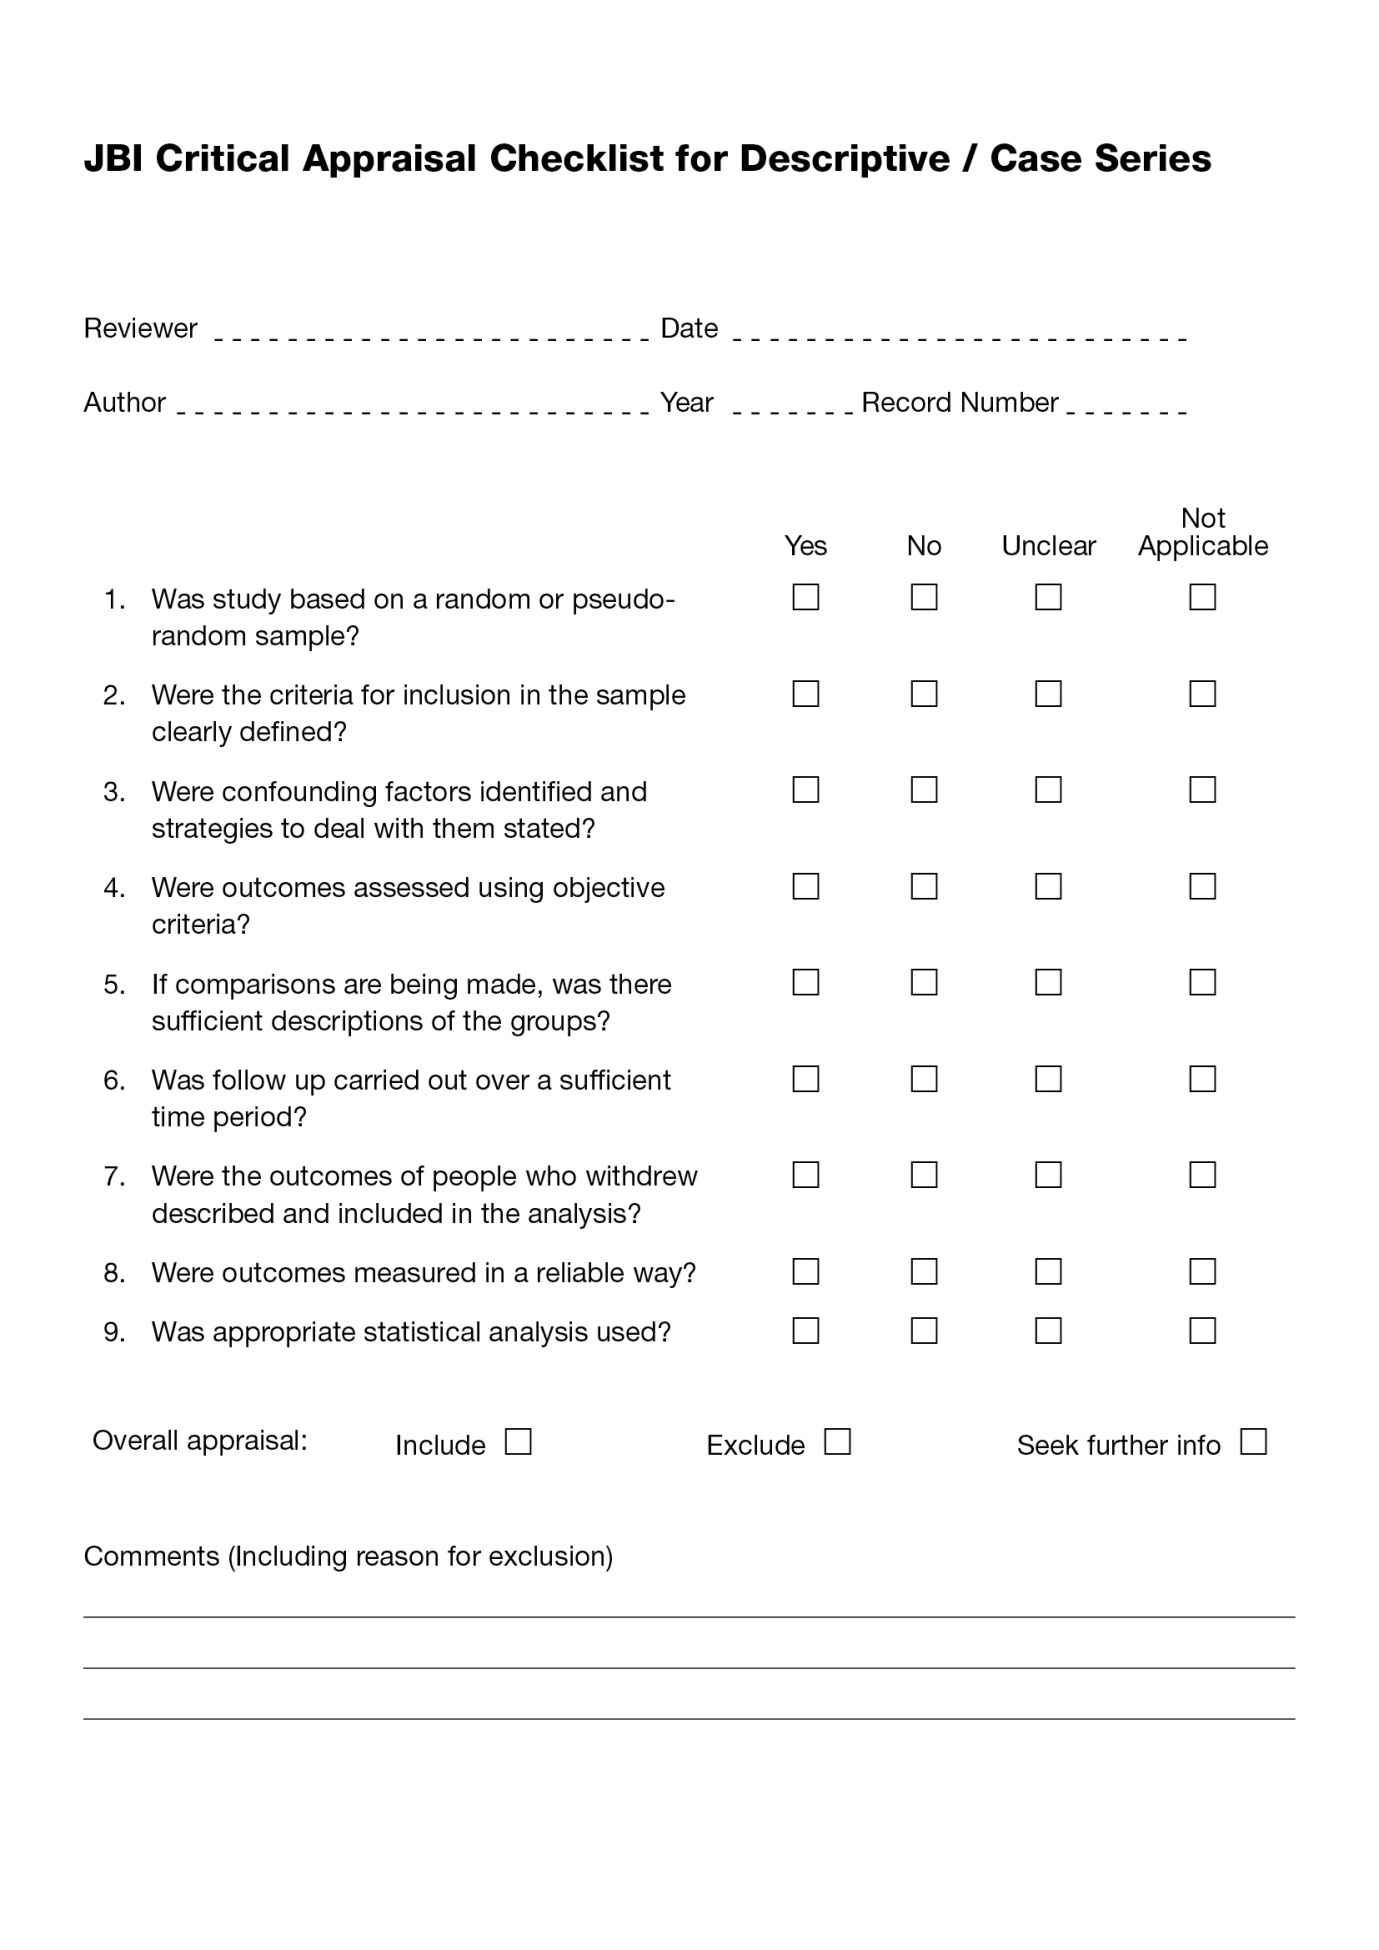 JBI Critical Appraisal Checklist for Descriptive / Case Series
Reviewer Date
Author Year Record Number
Yes No Unclear Not Applicable
1. Was study based on a random or pseudo-
random sample?
2. Were the criteria for inclusion in the sample
clearly defined?
3. Were confounding factors identified and
strategies to deal with them stated?
4. Were outcomes assessed using objective
criteria?
5. If comparisons are being made, was there
sufficient descriptions of the groups?
6. Was follow up carried out over a sufficient
time period?
7. Were the outcomes of people who withdrew
described and included in the analysis?
8. Were outcomes measured in a reliable way?
9. Was appropriate statistical analysis used?
Overall appraisal: Include Exclude Seek further info
Comments (Including reason for exclusion)